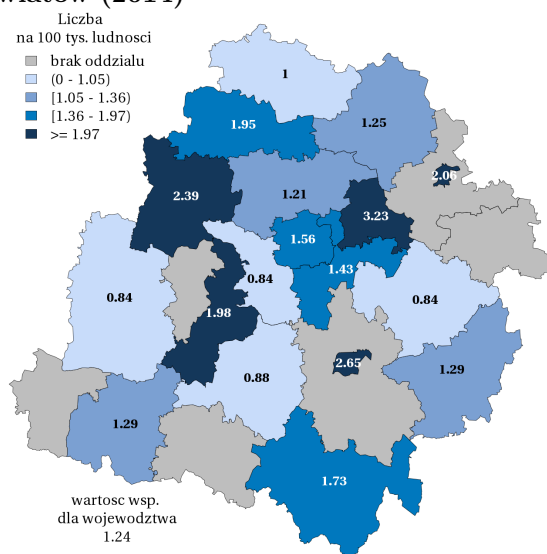 wiatów (2014)
Liczba
na 100 tys. ludnosci
brak oddzialu
(0 - 1.05)
[1.05 - 1.36)
[1.36 - 1.97)
>= 1.97
1
1.95
1.25
2.06
2.39
1.21
3.23
1.56
1.43
0.84
0.84
0.84
1.98
2.65
0.88
1.29
1.29
1.73
wartosc wsp.
dla wojewodztwa
1.24